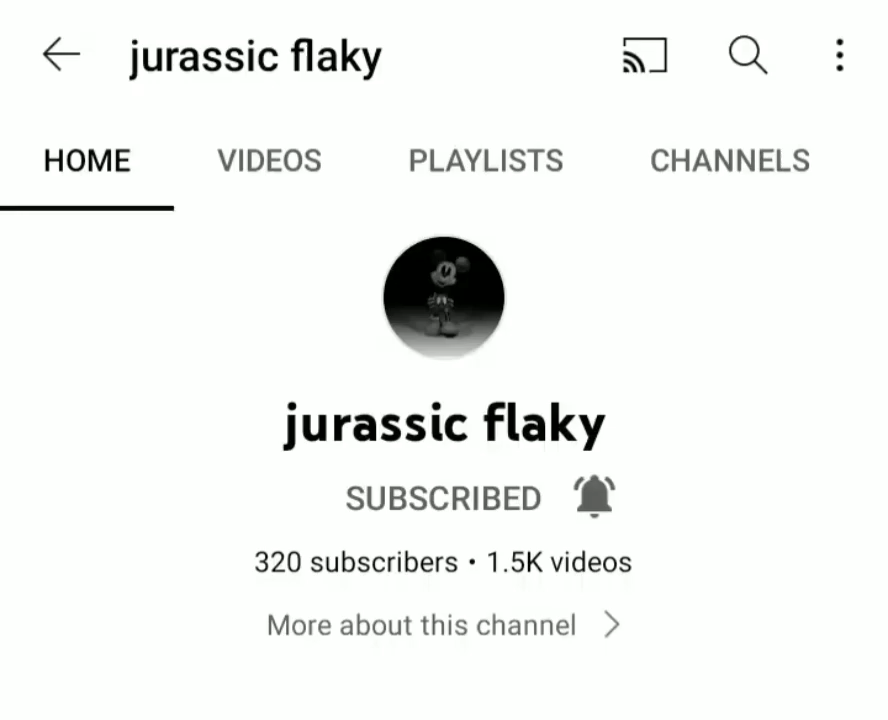 jurassic flaky
HOME VIDEOS PLAYLISTS CHANNELS
jurassic flaky
SUBSCRIBED
320 subscribers • 1.5K videos
More about this channel